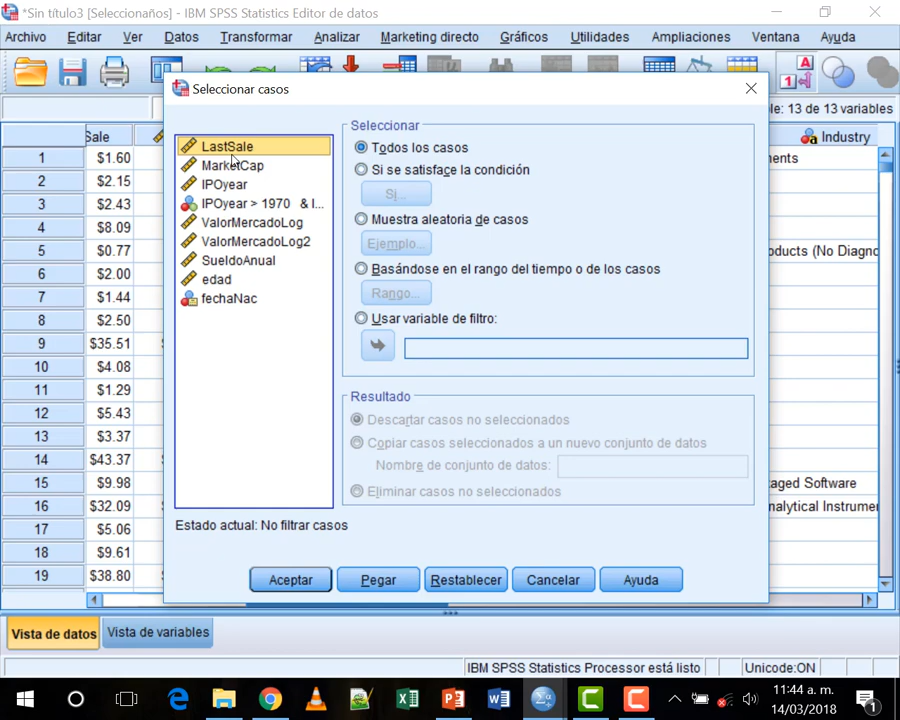 *Sin título3 [Seleccionaños] - IBM SPSS Statistics Editor de datos
Archivo Editar Ver Datos Transformar Analizar Marketing directo Gráficos Utilidades Ampliaciones Ventana Ayuda
A
1
Seleccionar casos
le: 13 de 13 variables
Sale
Industry
LastSale
MarketCap
IPOyear
IPOyear > 1970 & I...
ValorMercadoLog
ValorMercadoLog2
SueldoAnual
edad
fechaNac
Seleccionar
Todos los casos
Si se satisface la condición
Si...
Muestra aleatoria de casos
Ejemplo...
Basándose en el rango del tiempo o de los casos
Rango...
Usar variable de filtro:
Resultado
Descartar casos no seleccionados
Copiar casos seleccionados a un nuevo conjunto de datos
Nombre de conjunto de datos:
Eliminar casos no seleccionados
Estado actual: No filtrar casos
Aceptar Pegar Restablecer Cancelar Ayuda
1 $1.60 ments
2 $2.15
3 $2.43
4 $8.09
5 $0.77 oducts (No Diagno
6 $2.00
7 $1.44
8 $2.50
9 $35.51
10 $4.08
11 $1.29
12 $5.43
13 $3.37
14 $43.37
15 $9.98 aged Software
16 $32.09 nalytical Instrume
17 $5.06
18 $9.61
19 $38.80
Vista de datos Vista de variables
IBM SPSS Statistics Processor está listo Unicode:ON
11:44 a. m.
14/03/2018
1